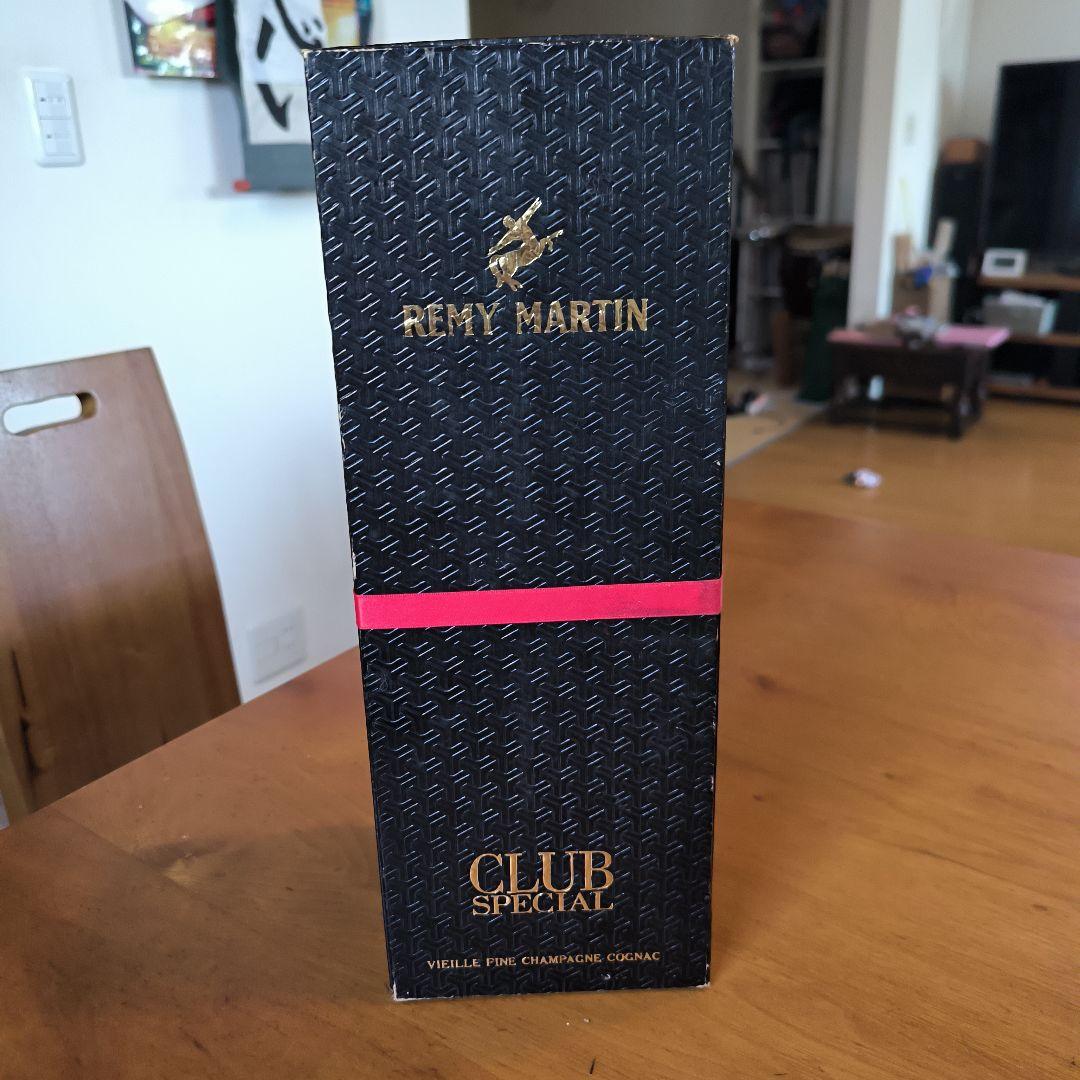 REMY MARTIN
CLUB
SPECIAL
VIEILLE FINE CHAMPAGNE COGNAC